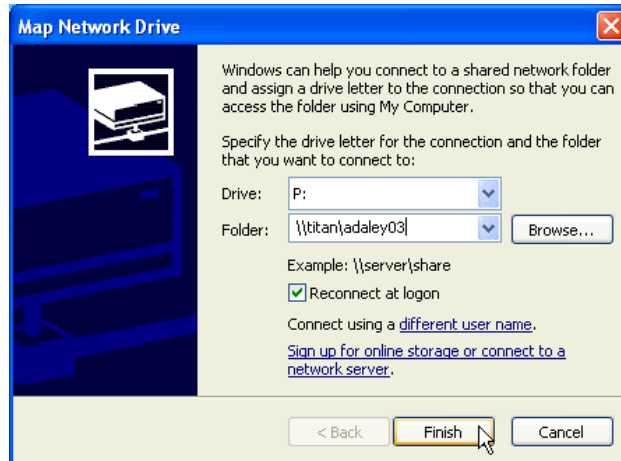 Map Network Drive
Windows can help you connect to a shared network folder
and assign a drive letter to the connection so that you can
access the folder using My Computer.
Specify the drive letter for the connection and the folder
that you want to connect to:
Drive: P:
Folder: \\titan\adaley03 Browse...
Example: \\server\share
Reconnect at logon
Connect using a different user name.
Sign up for online storage or connect to a
network server.
< Back Finish Cancel